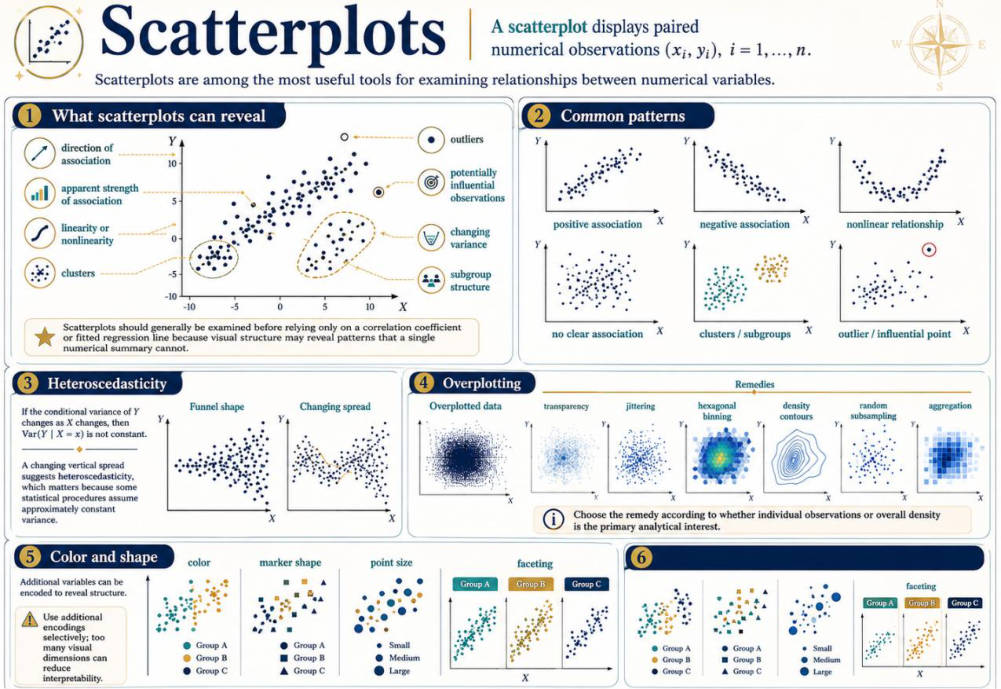 Scatterplots
A scatterplot displays paired
numerical observations (xᵢ, yᵢ), i = 1, ..., n.
Scatterplots are among the most useful tools for examining relationships between numerical variables.
N
W
E
S
1 What scatterplots can reveal
direction of
association
apparent strength
of association
linearity or
nonlinearity
clusters
Y
10
5
0
-5
-10
-10
-5
0
5
10
X
outliers
potentially
influential
observations
changing
variance
subgroup
structure
Scatterplots should generally be examined before relying only on a correlation coefficient
or fitted regression line because visual structure may reveal patterns that a single
numerical summary cannot.
2 Common patterns
Y
X
positive association
Y
X
negative association
Y
X
nonlinear relationship
Y
X
no clear association
Y
X
clusters / subgroups
Y
X
outlier / influential point
3 Heteroscedasticity
If the conditional variance of Y
changes as X changes, then
Var(Y | X = x) is not constant.
A changing vertical spread
suggests heteroscedasticity,
which matters because some
statistical procedures assume
approximately constant
variance.
Funnel shape
Y
X
Changing spread
Y
X
4 Overplotting
Remedies
Overplotted data
Y
X
transparency
Y
X
jittering
Y
X
hexagonal
binning
Y
X
density
contours
Y
X
random
subsampling
Y
X
aggregation
Y
X
Choose the remedy according to whether individual observations or overall density
is the primary analytical interest.
5 Color and shape
Additional variables can be
encoded to reveal structure.
Use additional
encodings
selectively; too
many visual
dimensions can
reduce
interpretability.
color
Group A
Group B
Group C
marker shape
Group A
Group B
Group C
point size
Small
Medium
Large
faceting
Group A
Group B
Group C
X
6
Group A
Group B
Group C
Group A
Group B
Group C
Small
Medium
Large
faceting
Group A
Group B
Group C
X